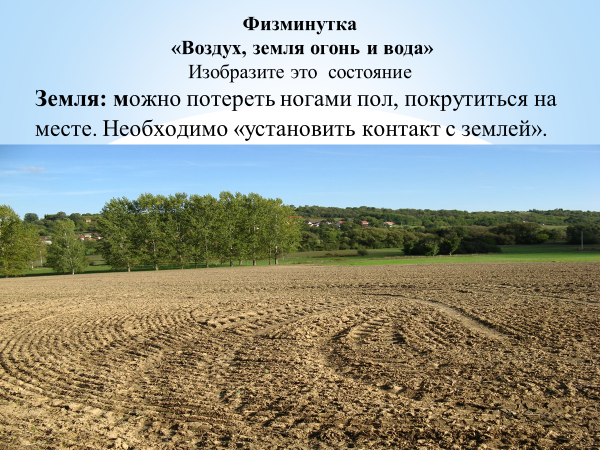 Физминутка
«Воздух, земля огонь и вода»
Изобразите это  состояние
Земля: можно потереть ногами пол, покрутиться на
месте. Необходимо «установить контакт с землей».